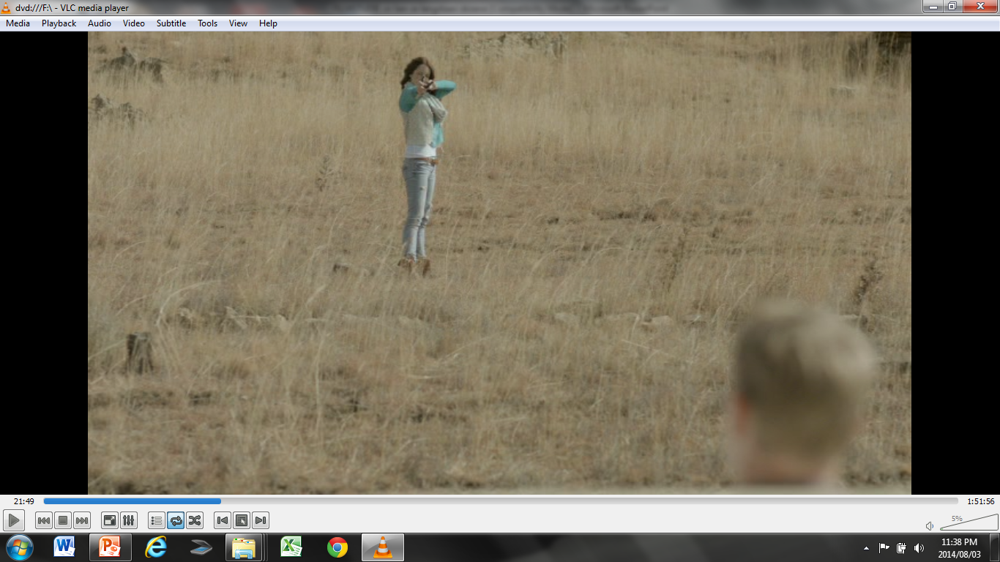 dvd:///F:\ - VLC media player
Media Playback Audio Video Subtitle Tools View Help
21:49 1:51:56
5%
11:38 PM
2014/08/03